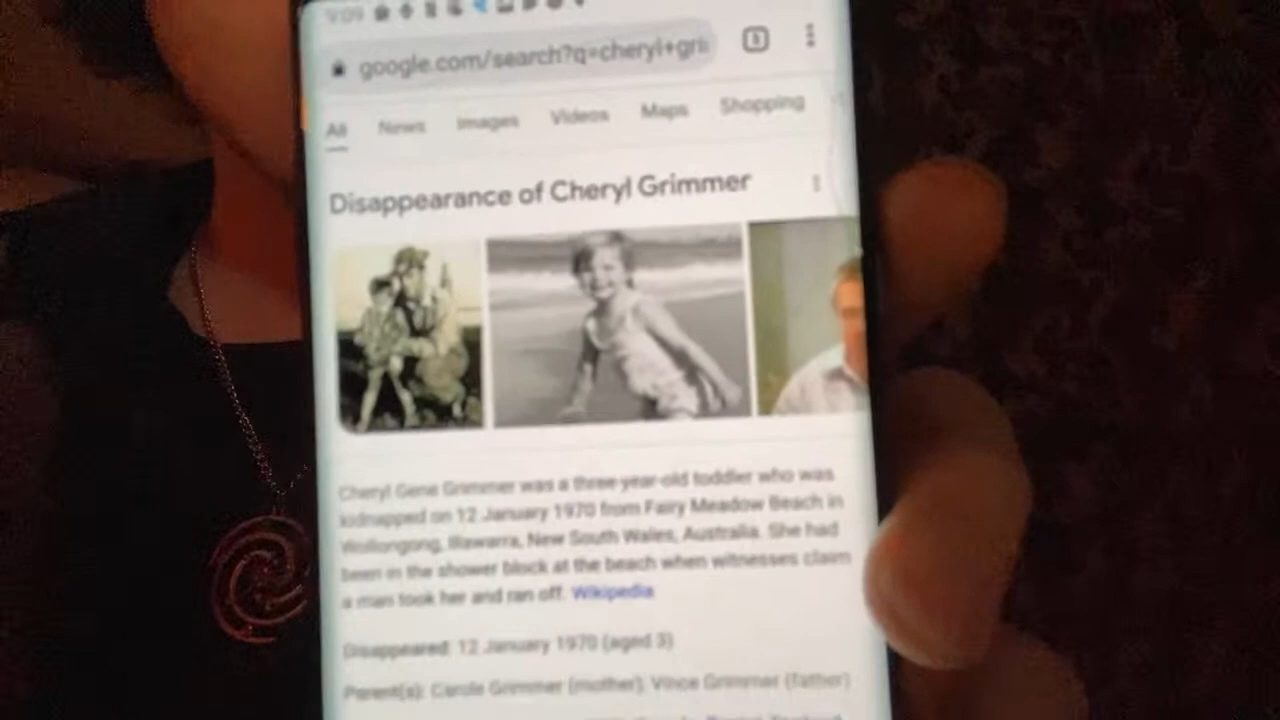 9:09
google.com/search?q=cheryl+gri
All News Images Videos Maps Shopping
Disappearance of Cheryl Grimmer
Cheryl Gene Grimmer was a three-year-old toddler who was
kidnapped on 12 January 1970 from Fairy Meadow Beach in
Wollongong, Illawarra, New South Wales, Australia. She had
been in the shower block at the beach when witnesses claim
a man took her and ran off. Wikipedia
Disappeared: 12 January 1970 (aged 3)
Parent(s): Carole Grimmer (mother); Vince Grimmer (father)